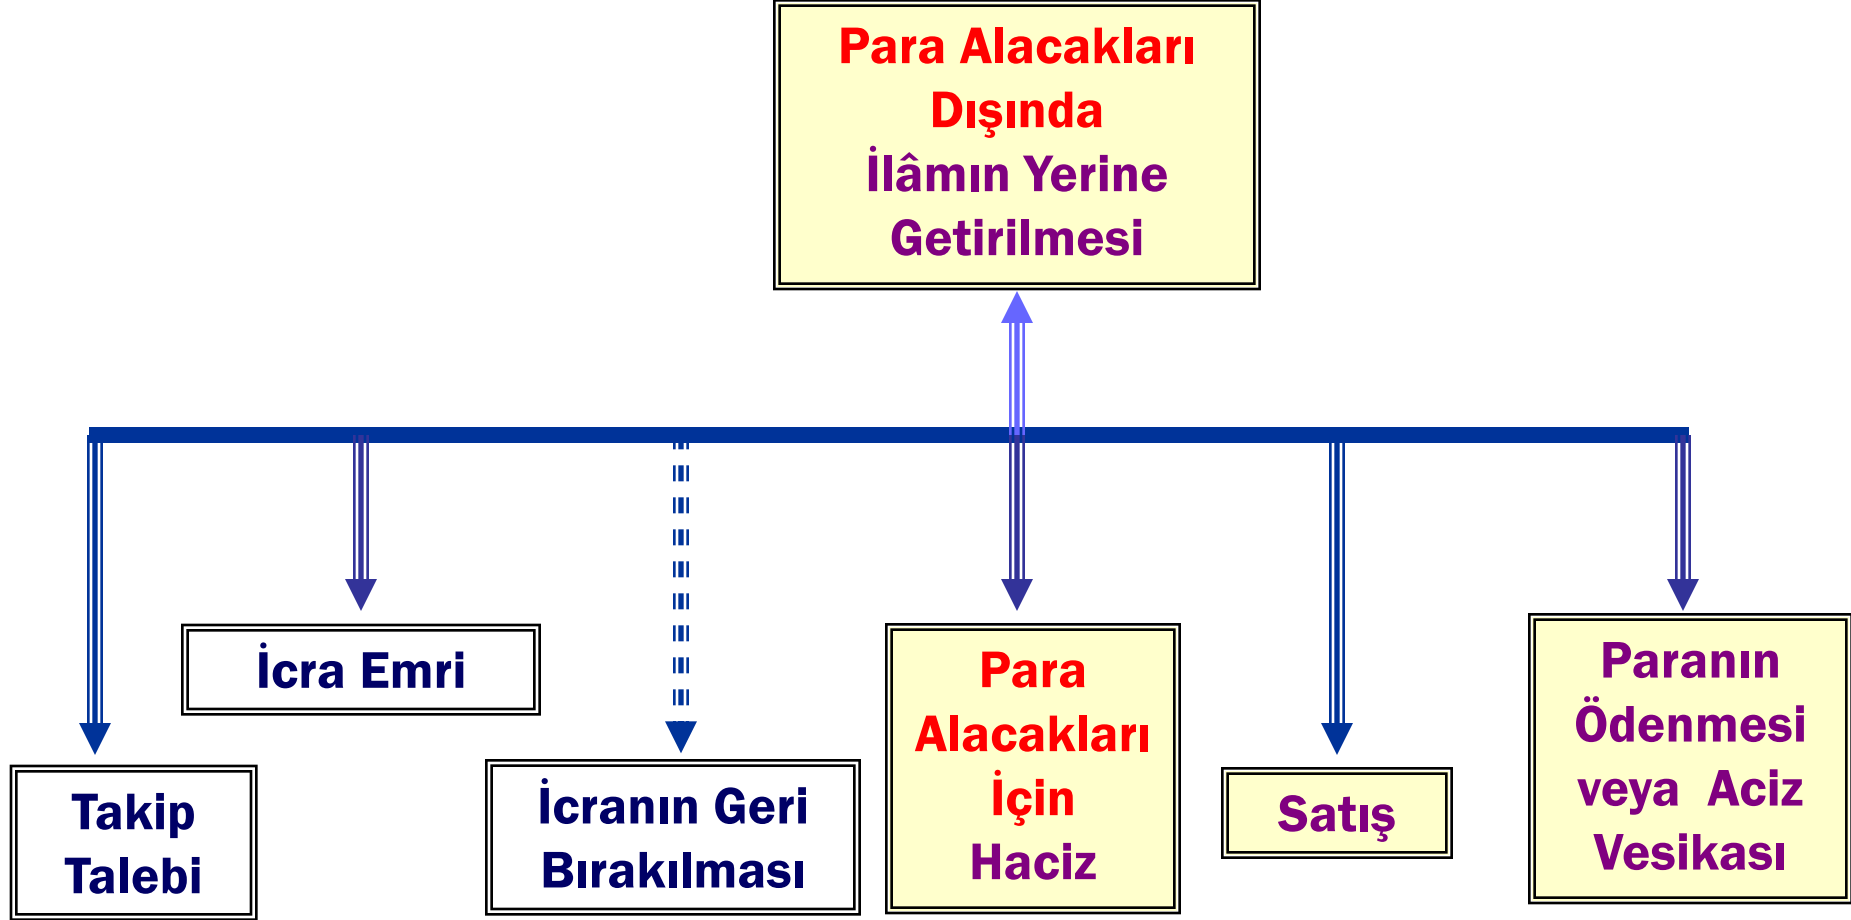 Para Alacakları
Dışında
İlâmın Yerine
Getirilmesi
İcra Emri
Takip
Talebi
İcranın Geri
Bırakılması
Para
Alacakları
İçin
Haciz
Satış
Paranın
Ödenmesi
veya Aciz
Vesikası